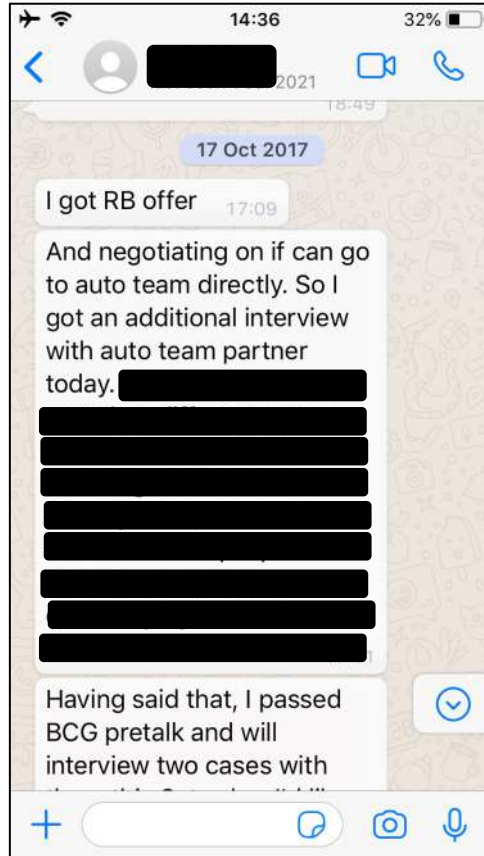 14:36
32%
2021
18:49
17 Oct 2017
I got RB offer
17:09
And negotiating on if can go
to auto team directly. So I
got an additional interview
with auto team partner
today.
Having said that, I passed
BCG pretalk and will
interview two cases with